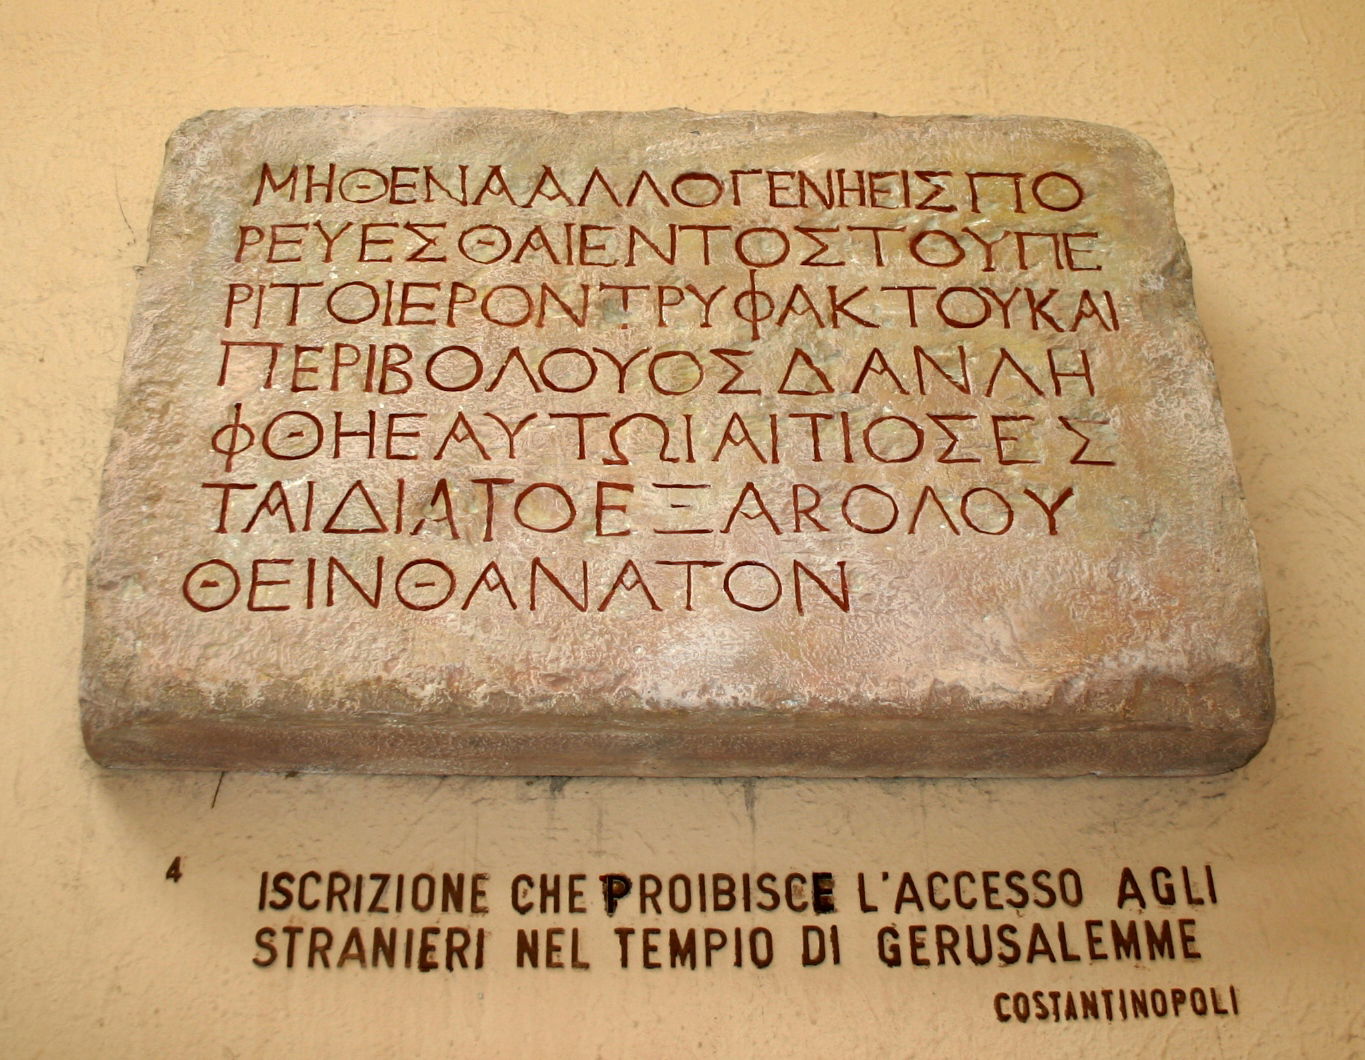 ΜΗΘΕΝΑΑΛΛΟΓΕΝΗΕΙΣΠΟ
ΡΕΥΕΣΘΑΙΕΝΤΟΣΤΟΥΠΕ
ΡΙΤΟΙΕΡΟΝΤΡΥΦΑΚΤΟΥΚΑΙ
ΠΕΡΙΒΟΛΟΥΟΣΔΑΝΛΗ
ΦΘΗΕΑΥΤΩΙΑΙΤΙΟΣΕΣ
ΤΑΙΔΙΑΤΟΕΞΑRΟΛΟΥ
ΘΕΙΝΘΑΝΑΤΟΝ
4 ISCRIZIONE CHE PROIBISCE L'ACCESSO AGLI
STRANIERI NEL TEMPIO DI GERUSALEMME
COSTANTINOPOLI